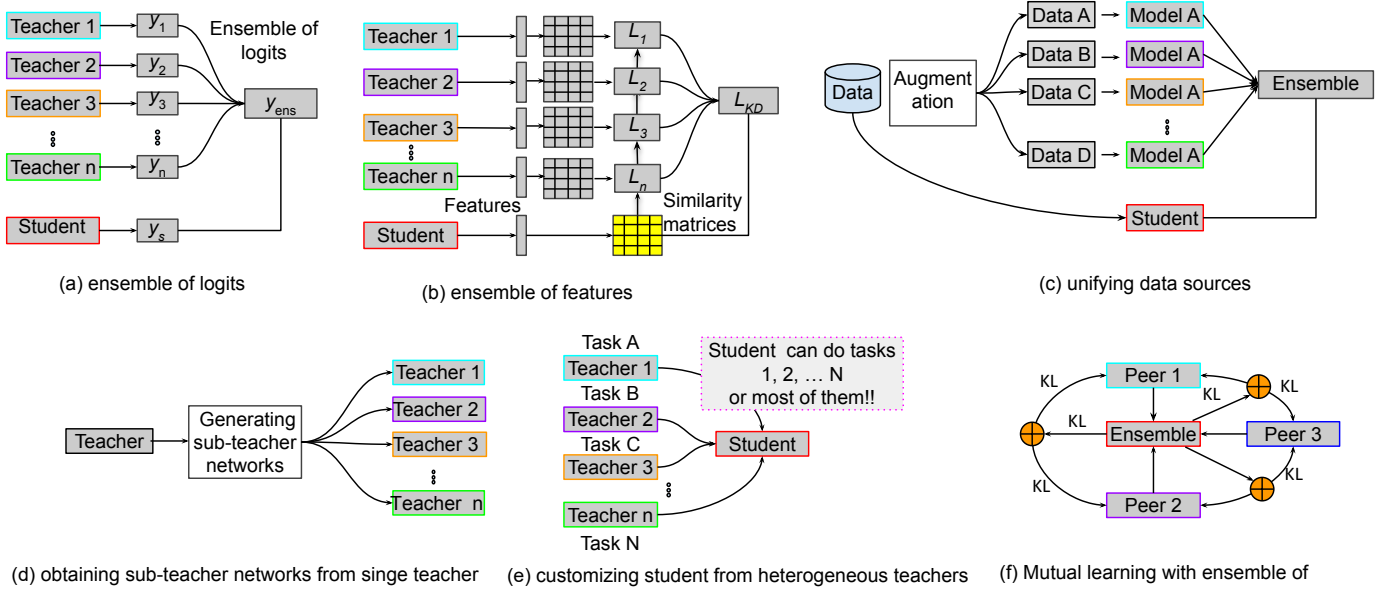 Teacher 1
y1
Ensemble of
logits
Teacher 2
y2
Teacher 3
y3
yens
Teacher n
yn
Student
ys
(a) ensemble of logits
Teacher 1
L1
Teacher 2
L2
LKD
Teacher 3
L3
Teacher n
Ln
Features
Similarity
matrices
Student
(b) ensemble of features
Data
Augment
ation
Data A
Model A
Data B
Model A
Data C
Model A
Data D
Model A
Ensemble
Student
(c) unifying data sources
Teacher
Generating
sub-teacher
networks
Teacher 1
Teacher 2
Teacher 3
Teacher n
(d) obtaining sub-teacher networks from singe teacher
Task A
Teacher 1
Task B
Teacher 2
Task C
Teacher 3
Teacher n
Task N
Student can do tasks
1, 2, ... N
or most of them!!
Student
(e) customizing student from heterogeneous teachers
KL
Peer 1
KL
KL
Ensemble
Peer 3
KL
Peer 2
KL
(f) Mutual learning with ensemble of